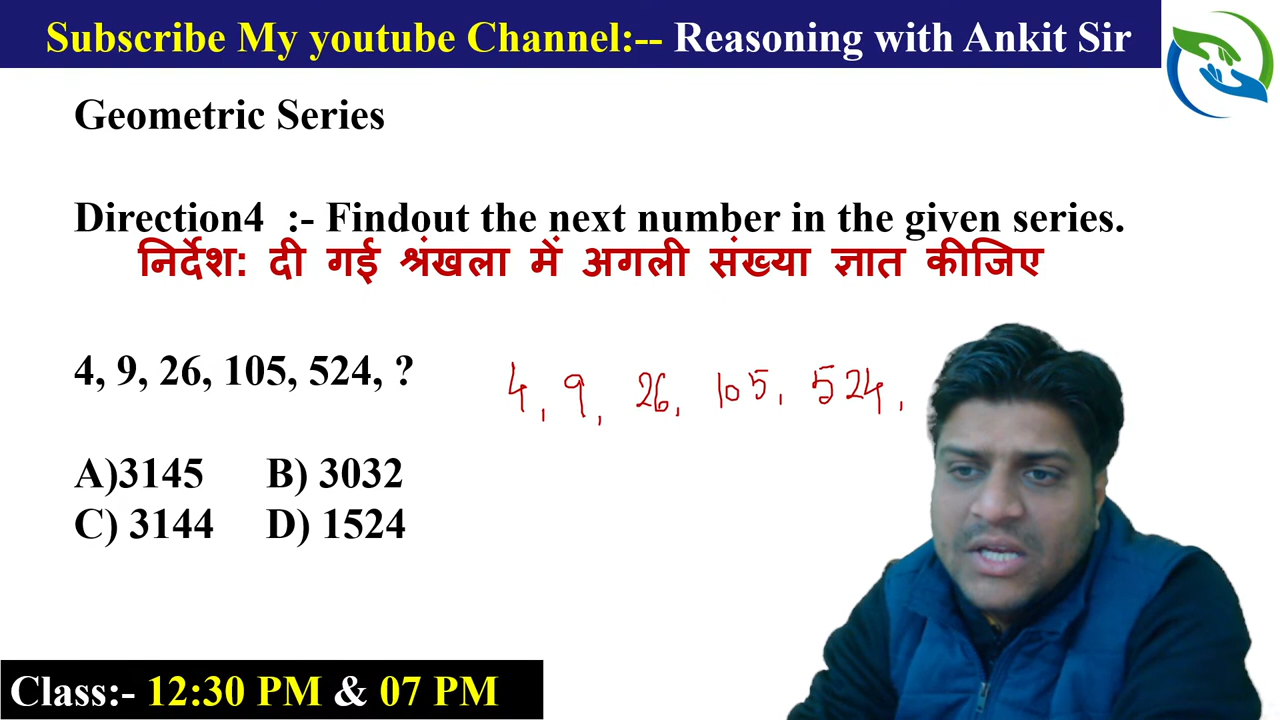 Subscribe My youtube Channel:-- Reasoning with Ankit Sir
Geometric Series
Direction4 :- Findout the next number in the given series.
निर्देश: दी गई श्रंखला में अगली संख्या ज्ञात कीजिए
4, 9, 26, 105, 524, ?
4, 9, 26, 105, 524,
A)3145 B) 3032
C) 3144 D) 1524
Class:- 12:30 PM & 07 PM